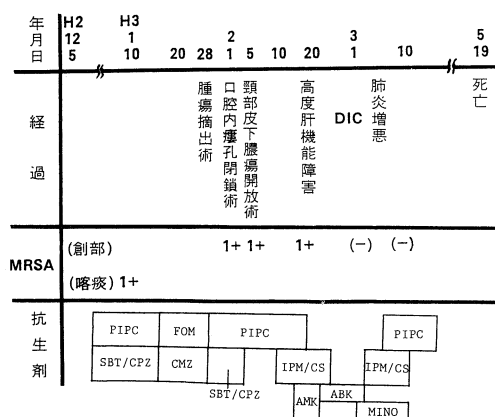 年 H2 H3
月 12 1 2 3 5
日 5 10 20 28 1 5 10 20 1 10 19
経過
腫瘍摘出術
口腔内瘻孔閉鎖術
頸部皮下膿瘍開放術
高度肝機能障害
DIC
肺炎増悪
死亡
MRSA
(創部) 1+ 1+ 1+ (−) (−)
(喀痰) 1+
抗生剤
PIPC FOM PIPC PIPC
SBT/CPZ CMZ IPM/CS IPM/CS
SBT/CPZ
AMK ABK
MINO